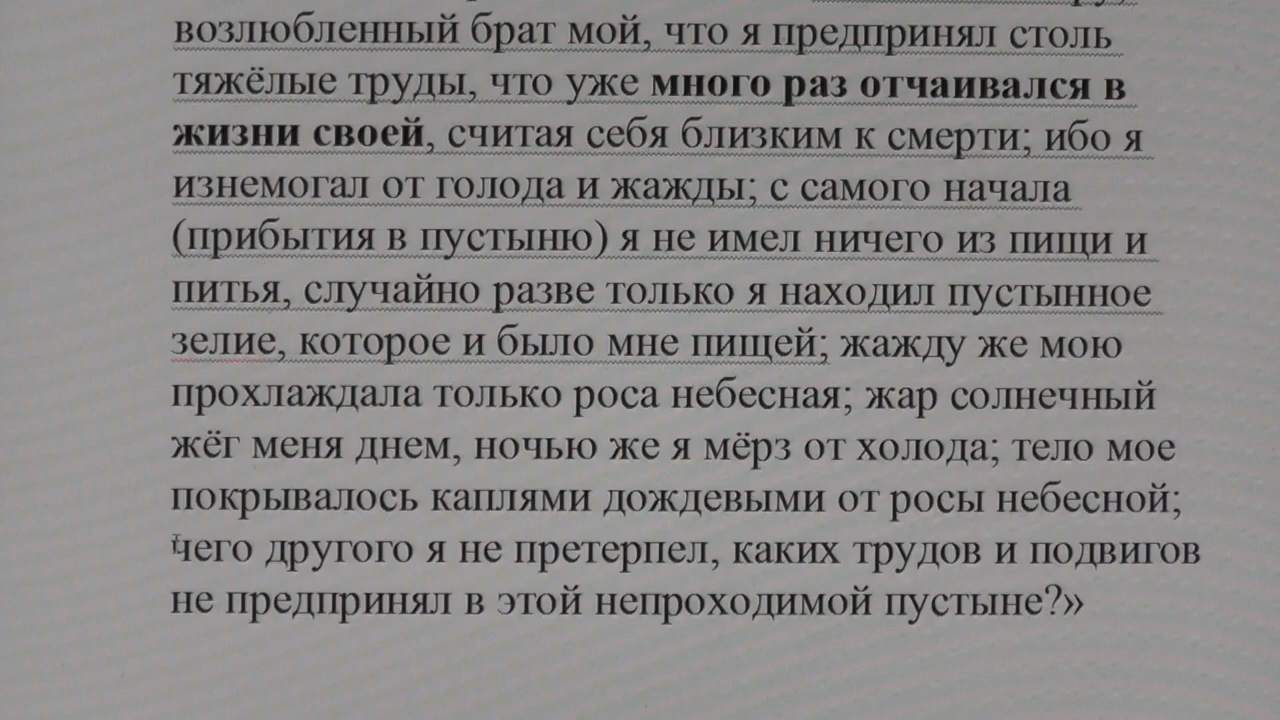 возлюбленный брат мой, что я предпринял столь
тяжёлые труды, что уже много раз отчаивался в
жизни своей, считая себя близким к смерти; ибо я
изнемогал от голода и жажды; с самого начала
(прибытия в пустыню) я не имел ничего из пищи и
питья, случайно разве только я находил пустынное
зелие, которое и было мне пищей; жажду же мою
прохлаждала только роса небесная; жар солнечный
жёг меня днем, ночью же я мёрз от холода; тело мое
покрывалось каплями дождевыми от росы небесной;
чего другого я не претерпел, каких трудов и подвигов
не предпринял в этой непроходимой пустыне?»